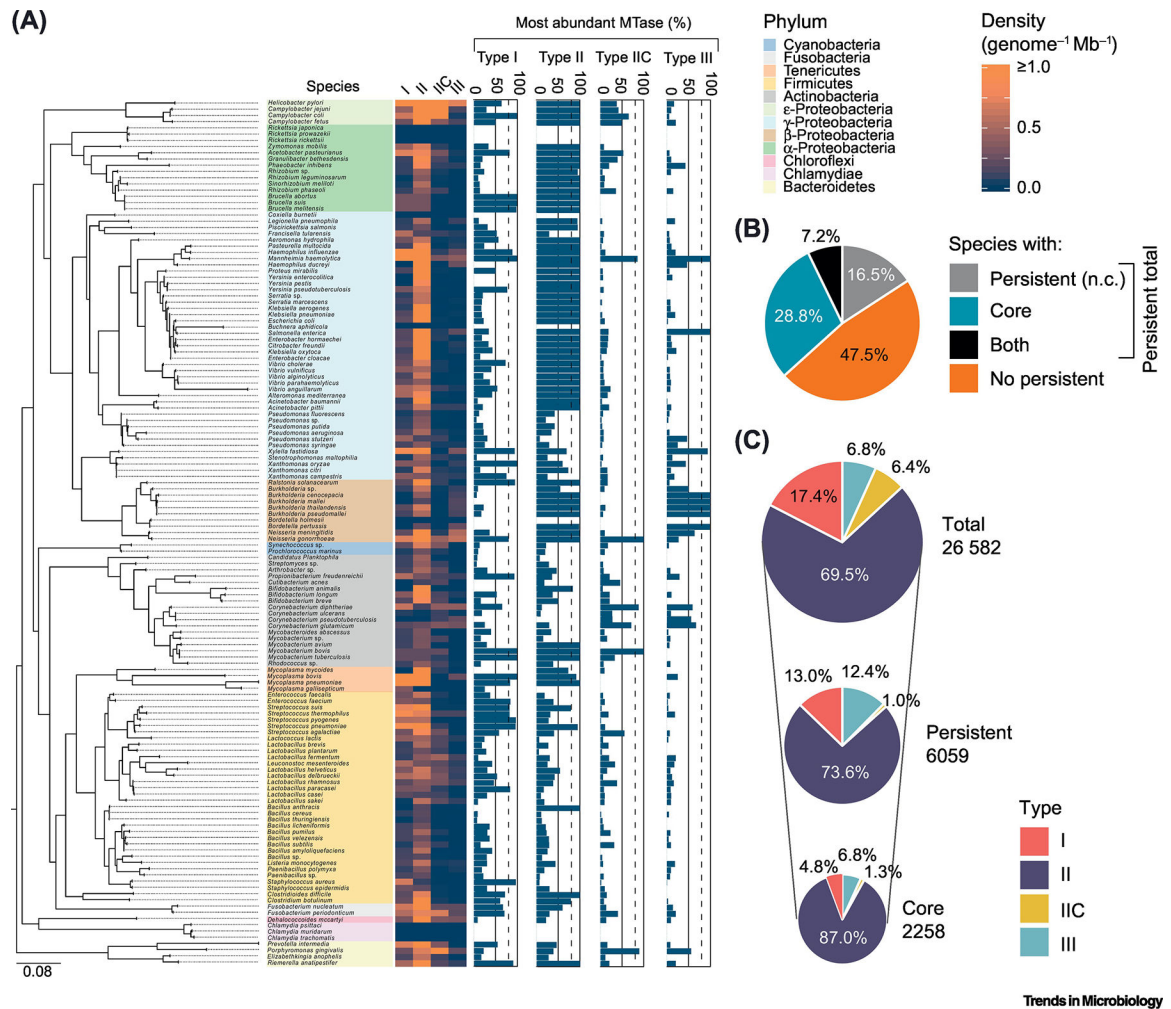 (A)
Most abundant MTase (%)
Type I
Type II
Type IIC
Type III
Species
I
II
IIC
III
0
50
100
0
50
100
0
50
100
0
50
100
Helicobacter pylori
Campylobacter jejuni
Campylobacter coli
Campylobacter fetus
Rickettsia japonica
Rickettsia prowazekii
Rickettsia rickettsii
Zymomonas mobilis
Acetobacter pasteurianus
Granulibacter bethesdensis
Phaeobacter inhibens
Rhizobium sp.
Rhizobium leguminosarum
Sinorhizobium meliloti
Rhizobium phaseoli
Brucella abortus
Brucella suis
Brucella melitensis
Coxiella burnetii
Legionella pneumophila
Piscirickettsia salmonis
Francisella tularensis
Aeromonas hydrophila
Pasteurella multocida
Haemophilus influenzae
Mannheimia haemolytica
Haemophilus ducreyi
Proteus mirabilis
Yersinia enterocolitica
Yersinia pestis
Yersinia pseudotuberculosis
Serratia sp.
Serratia marcescens
Klebsiella aerogenes
Klebsiella pneumoniae
Escherichia coli
Buchnera aphidicola
Salmonella enterica
Enterobacter hormaechei
Citrobacter freundii
Klebsiella oxytoca
Enterobacter cloacae
Vibrio cholerae
Vibrio vulnificus
Vibrio alginolyticus
Vibrio parahaemolyticus
Vibrio anguillarum
Alteromonas mediterranea
Acinetobacter baumannii
Acinetobacter pittii
Pseudomonas fluorescens
Pseudomonas sp.
Pseudomonas putida
Pseudomonas aeruginosa
Pseudomonas stutzeri
Pseudomonas syringae
Xylella fastidiosa
Stenotrophomonas maltophilia
Xanthomonas oryzae
Xanthomonas citri
Xanthomonas campestris
Ralstonia solanacearum
Burkholderia sp.
Burkholderia cenocepacia
Burkholderia mallei
Burkholderia thailandensis
Burkholderia pseudomallei
Bordetella holmesii
Bordetella pertussis
Neisseria meningitidis
Neisseria gonorrhoeae
Synechococcus sp.
Prochlorococcus marinus
Candidatus Planktophila
Streptomyces sp.
Arthrobacter sp.
Propionibacterium freudenreichii
Cutibacterium acnes
Bifidobacterium animalis
Bifidobacterium longum
Bifidobacterium breve
Corynebacterium diphtheriae
Corynebacterium ulcerans
Corynebacterium pseudotuberculosis
Corynebacterium glutamicum
Mycobacteroides abscessus
Mycobacterium sp.
Mycobacterium avium
Mycobacterium bovis
Mycobacterium tuberculosis
Rhodococcus sp.
Mycoplasma mycoides
Mycoplasma bovis
Mycoplasma pneumoniae
Mycoplasma gallisepticum
Enterococcus faecalis
Enterococcus faecium
Streptococcus suis
Streptococcus thermophilus
Streptococcus pyogenes
Streptococcus pneumoniae
Streptococcus agalactiae
Lactococcus lactis
Lactobacillus brevis
Lactobacillus plantarum
Lactobacillus fermentum
Leuconostoc mesenteroides
Lactobacillus helveticus
Lactobacillus delbrueckii
Lactobacillus rhamnosus
Lactobacillus paracasei
Lactobacillus casei
Lactobacillus sakei
Bacillus anthracis
Bacillus cereus
Bacillus thuringiensis
Bacillus licheniformis
Bacillus pumilus
Bacillus velezensis
Bacillus subtilis
Bacillus amyloliquefaciens
Bacillus sp.
Listeria monocytogenes
Paenibacillus polymyxa
Paenibacillus sp.
Staphylococcus aureus
Staphylococcus epidermidis
Clostridioides difficile
Clostridium botulinum
Fusobacterium nucleatum
Fusobacterium periodonticum
Dehalococcoides mccartyi
Chlamydia psittaci
Chlamydia muridarum
Chlamydia trachomatis
Prevotella intermedia
Porphyromonas gingivalis
Elizabethkingia anophelis
Riemerella anatipestifer
0.08
Phylum
Cyanobacteria
Fusobacteria
Tenericutes
Firmicutes
Actinobacteria
ε-Proteobacteria
γ-Proteobacteria
β-Proteobacteria
α-Proteobacteria
Chloroflexi
Chlamydiae
Bacteroidetes
Density
(genome⁻¹ Mb⁻¹)
≥1.0
0.5
0.0
(B)
7.2%
16.5%
28.8%
47.5%
Species with:
Persistent (n.c.)
Core
Both
No persistent
Persistent total
(C)
6.8%
6.4%
17.4%
69.5%
Total
26 582
13.0%
12.4%
1.0%
73.6%
Persistent
6059
4.8%
6.8%
1.3%
87.0%
Core
2258
Type
I
II
IIC
III
Trends in Microbiology